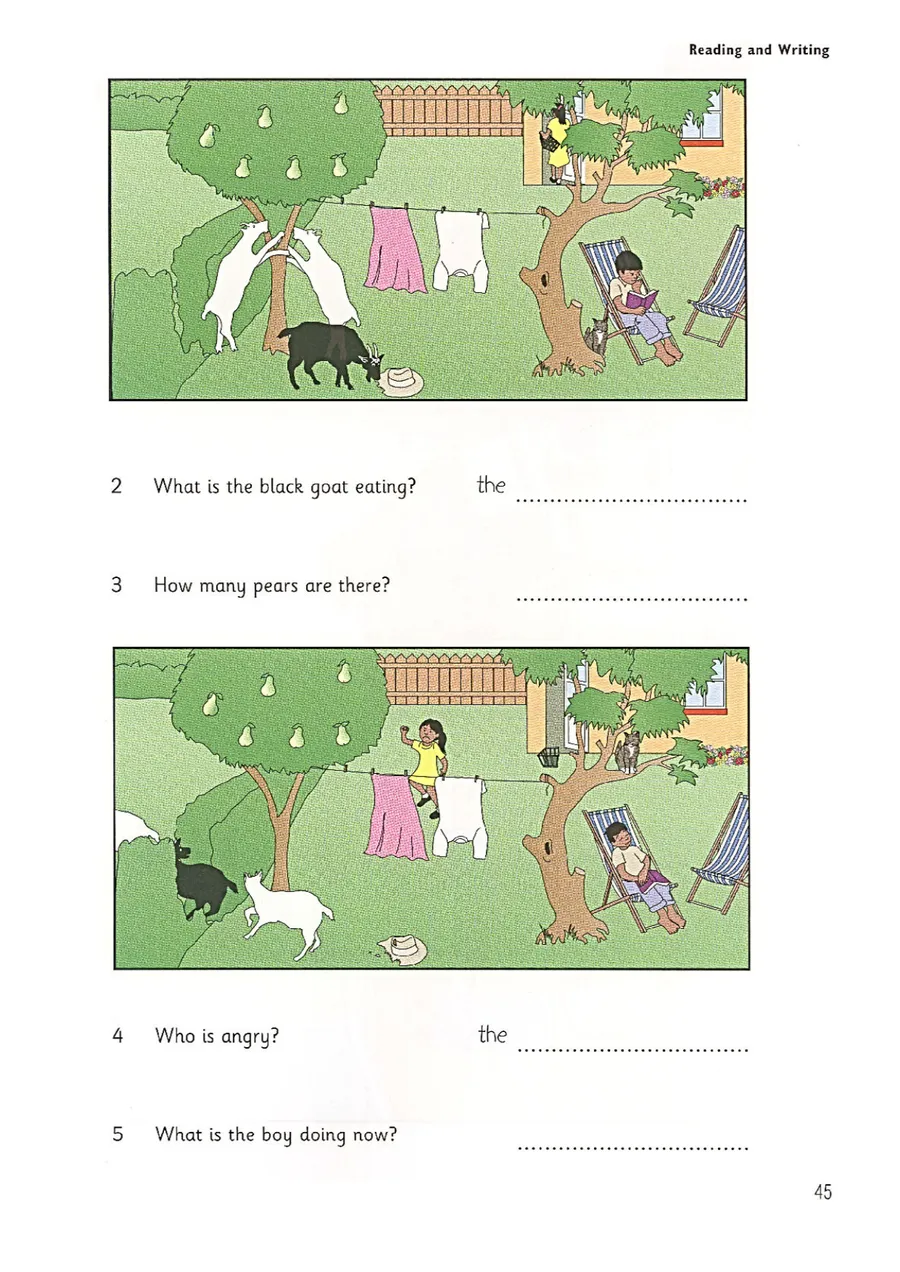 Reading and Writing
2 What is the black goat eating? the ..................................
3 How many pears are there? ..................................
4 Who is angry? the ..................................
5 What is the boy doing now? ..................................
45